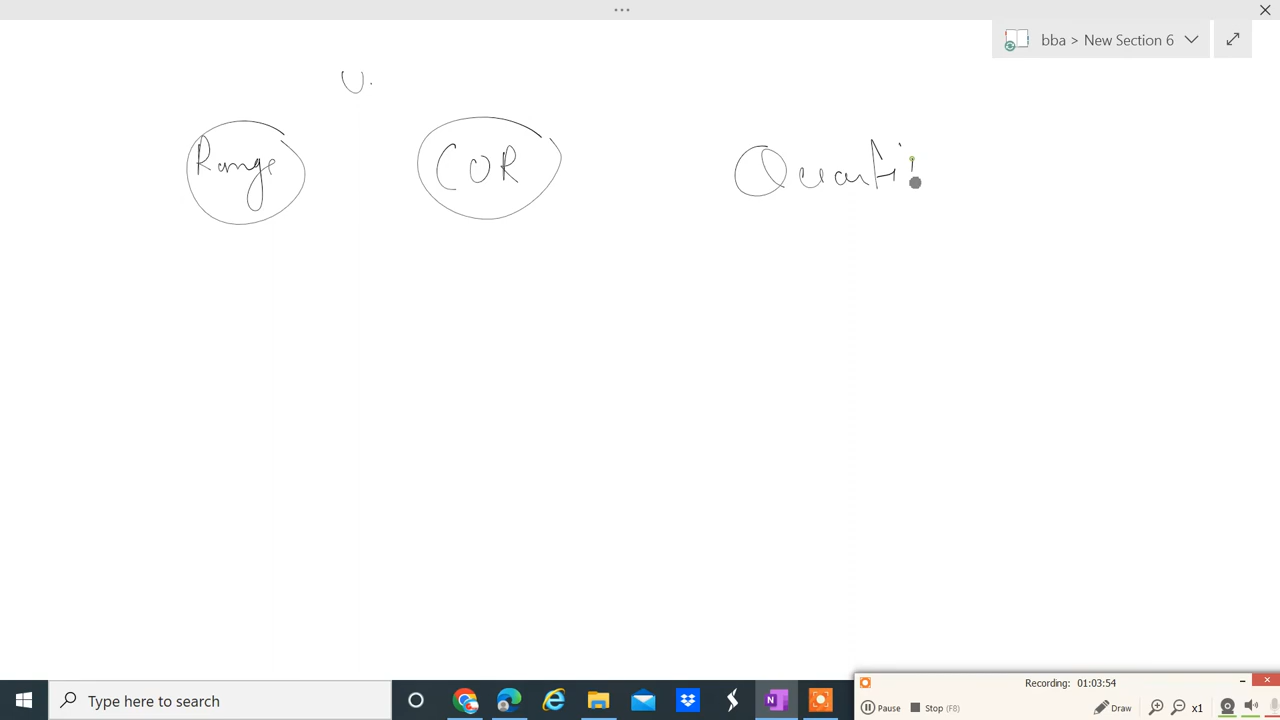 bba > New Section 6
U.
Range COR Quarti
Recording: 01:03:54
Type here to search
Pause Stop (F8) Draw x1